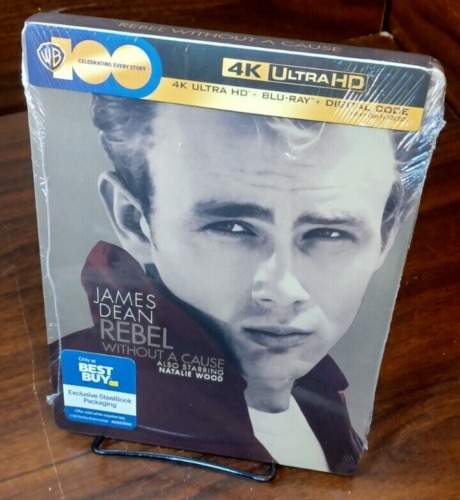 REBEL WITHOUT A CAUSE
WB
100
CELEBRATING EVERY STORY
4K ULTRA HD
4K ULTRA HD + BLU-RAY + DIGITAL CODE
JAMES
DEAN
REBEL
WITHOUT A CAUSE
ALSO STARRING
NATALIE WOOD
Only at
BEST
BUY
Exclusive SteelBook
Packaging